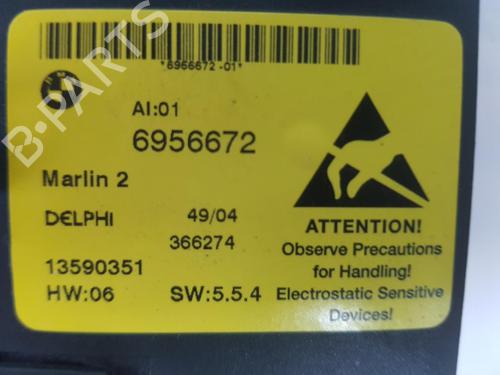 *6956672-01*
BMW
AI:01
6956672
Marlin 2
DELPHI 49/04
366274
13590351
HW:06 SW:5.5.4
ATTENTION!
Observe Precautions
for Handling!
Electrostatic Sensitive
Devices!
B-Parts